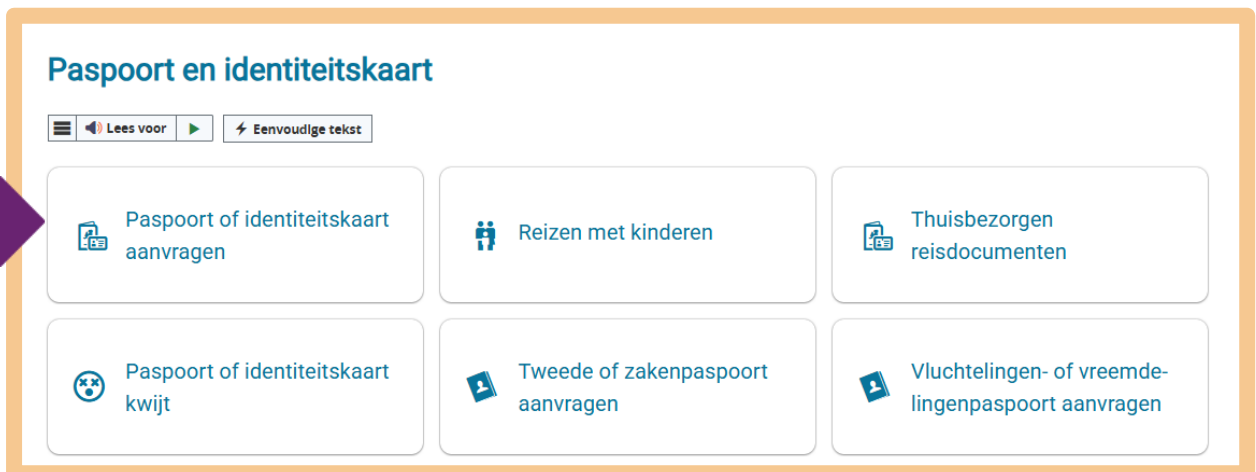 Paspoort en identiteitskaart
Lees voor
Eenvoudige tekst
Paspoort of identiteitskaart
aanvragen
Reizen met kinderen
Thuisbezorgen
reisdocumenten
Paspoort of identiteitskaart
kwijt
Tweede of zakenpaspoort
aanvragen
Vluchtelingen- of vreemde-
lingenpaspoort aanvragen